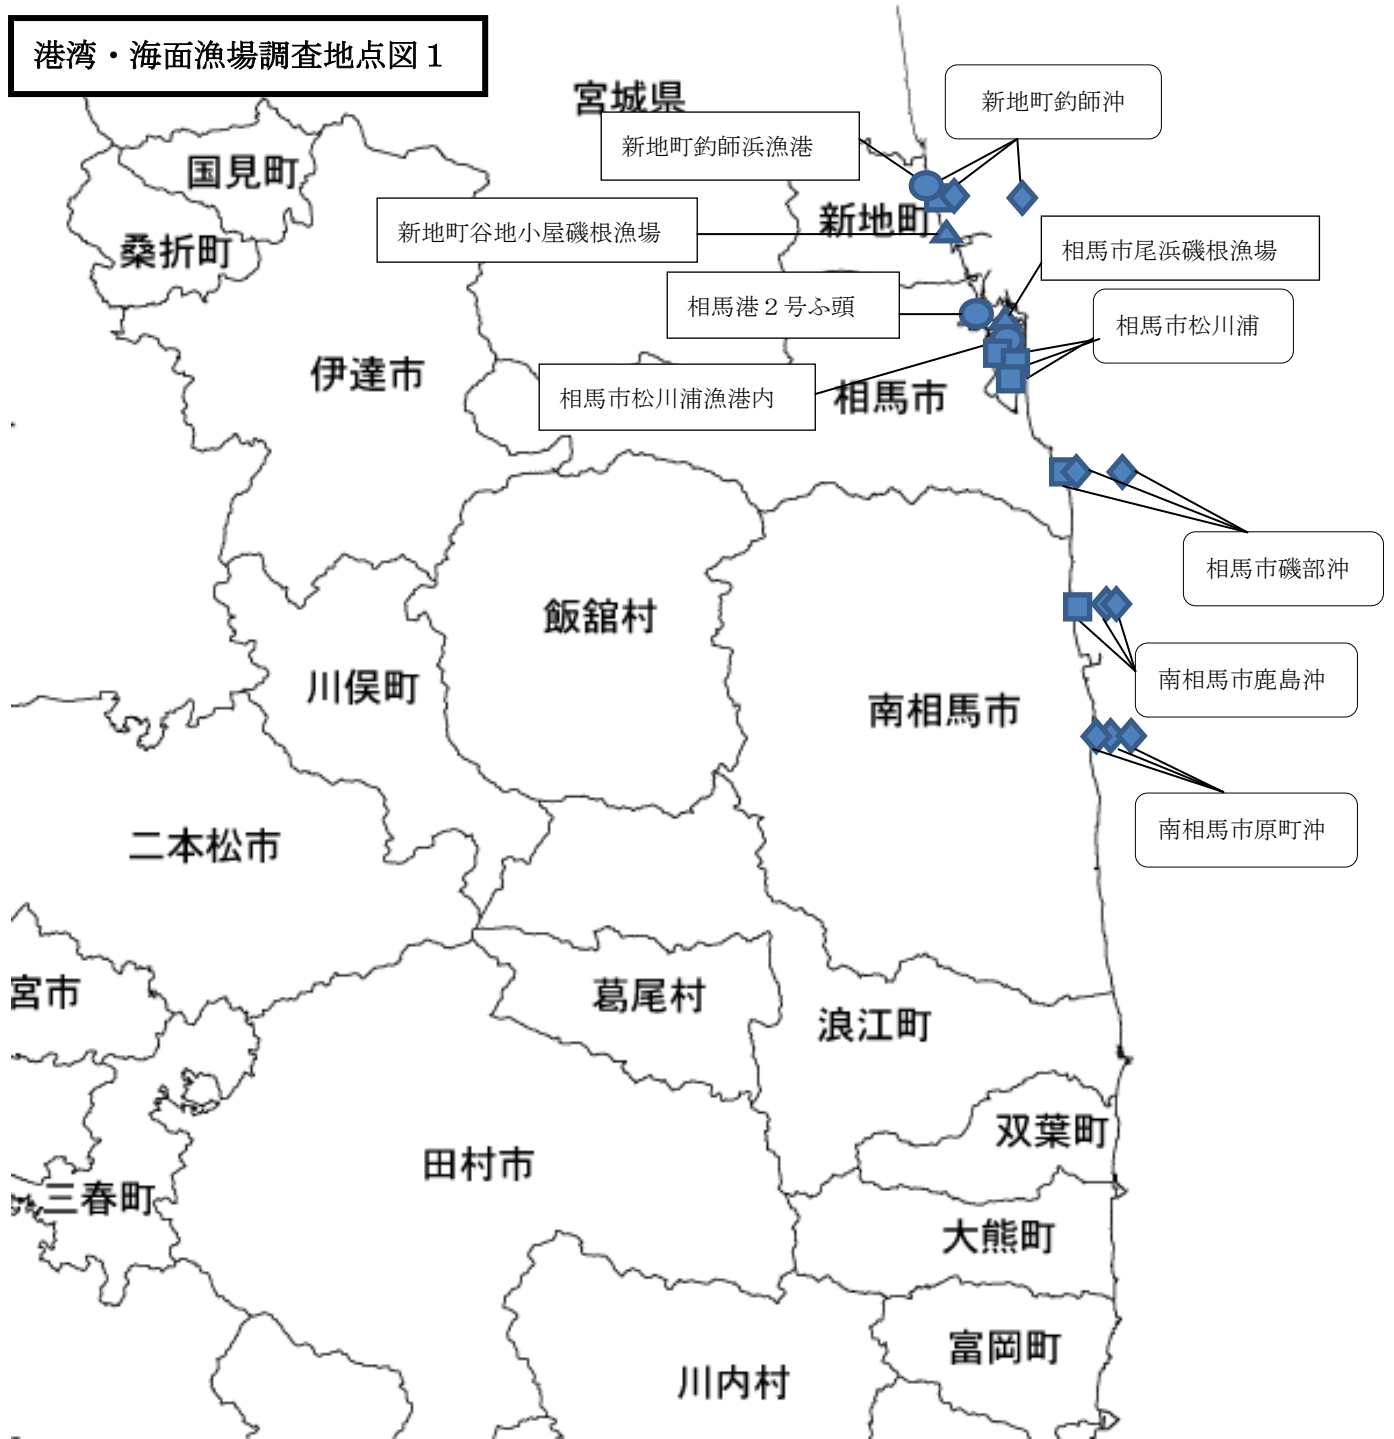 港湾・海面漁場調査地点図１
宮城県
新地町釣師沖
新地町釣師浜漁港
国見町
新地町谷地小屋磯根漁場
新地町
桑折町
相馬市尾浜磯根漁場
相馬港２号ふ頭
相馬市松川浦
伊達市
相馬市松川浦漁港内
相馬市
相馬市磯部沖
飯舘村
川俣町
南相馬市鹿島沖
南相馬市
南相馬市原町沖
二本松市
宮市
葛尾村
浪江町
双葉町
田村市
三春町
大熊町
富岡町
川内村